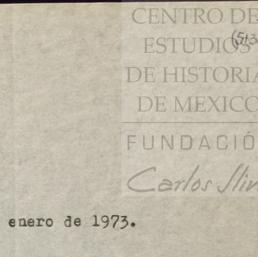 CENTRO DE
ESTUDIOS
DE HISTORIA
DE MEXICO
FUNDACIÓ
Carlos Sli
enero de 1973.